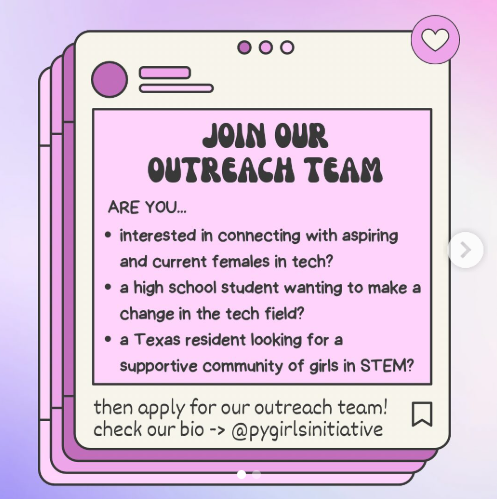 JOIN OUR
OUTREACH TEAM
ARE YOU...
• interested in connecting with aspiring
and current females in tech?
• a high school student wanting to make a
change in the tech field?
• a Texas resident looking for a
supportive community of girls in STEM?
then apply for our outreach team!
check our bio -> @pygirlsinitiative